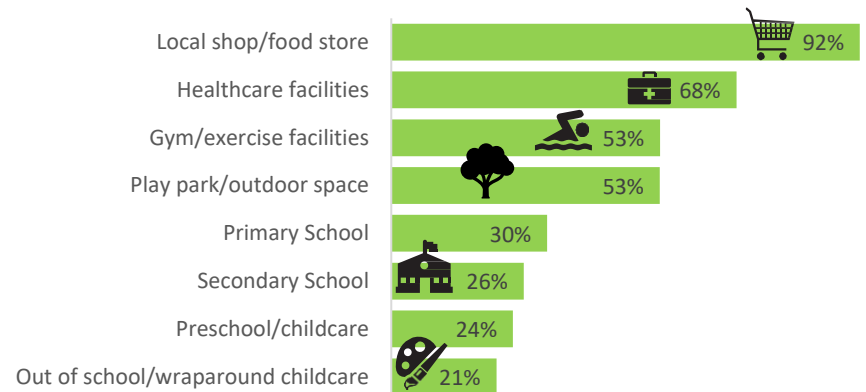 Local shop/food store 92%
Healthcare facilities 68%
Gym/exercise facilities 53%
Play park/outdoor space 53%
Primary School 30%
Secondary School 26%
Preschool/childcare 24%
Out of school/wraparound childcare 21%